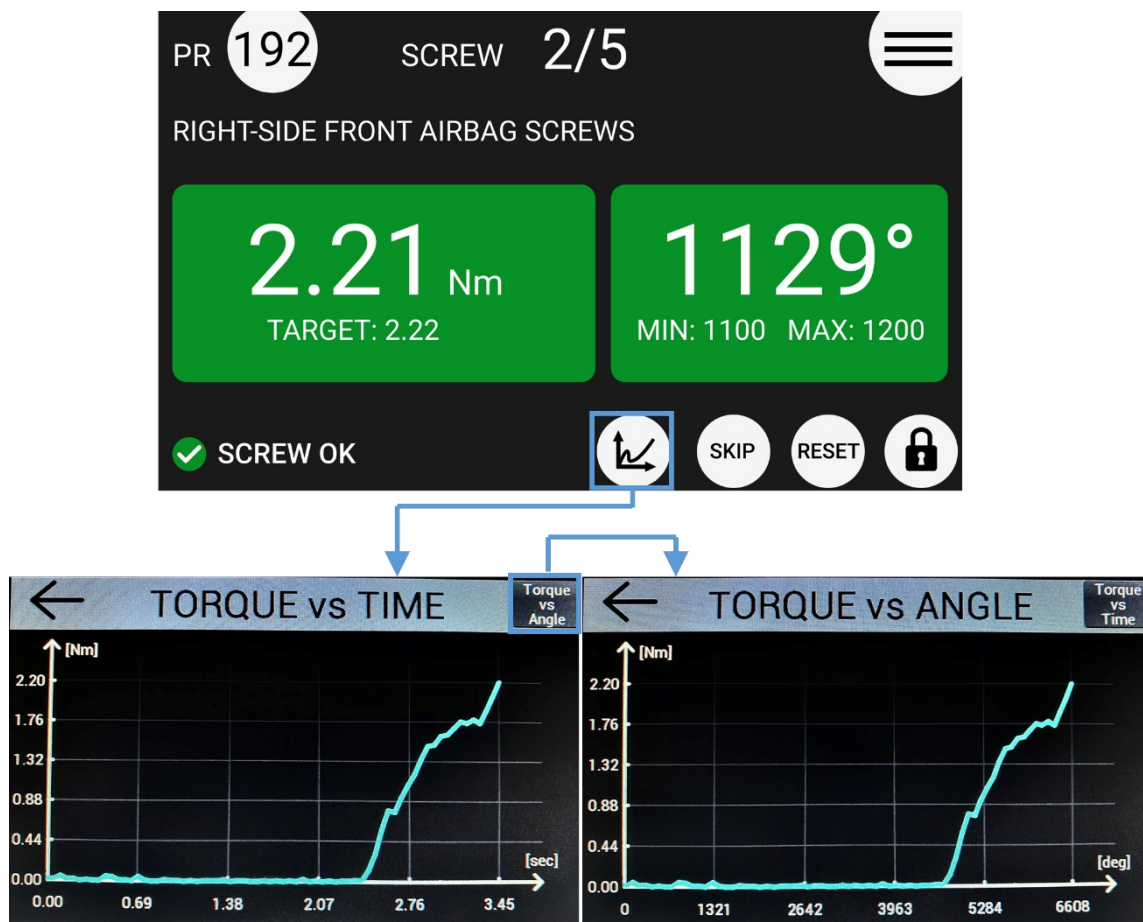 PR 192 SCREW 2/5
RIGHT-SIDE FRONT AIRBAG SCREWS
2.21 Nm
TARGET: 2.22
1129°
MIN: 1100 MAX: 1200
SCREW OK
SKIP
RESET
TORQUE vs TIME
Torque
vs
Angle
[Nm]
2.20
1.76
1.32
0.88
0.44
0.00
[sec]
0.00 0.69 1.38 2.07 2.76 3.45
TORQUE vs ANGLE
Torque
vs
Time
[Nm]
2.20
1.76
1.32
0.88
0.44
0.00
[deg]
0 1321 2642 3963 5284 6608